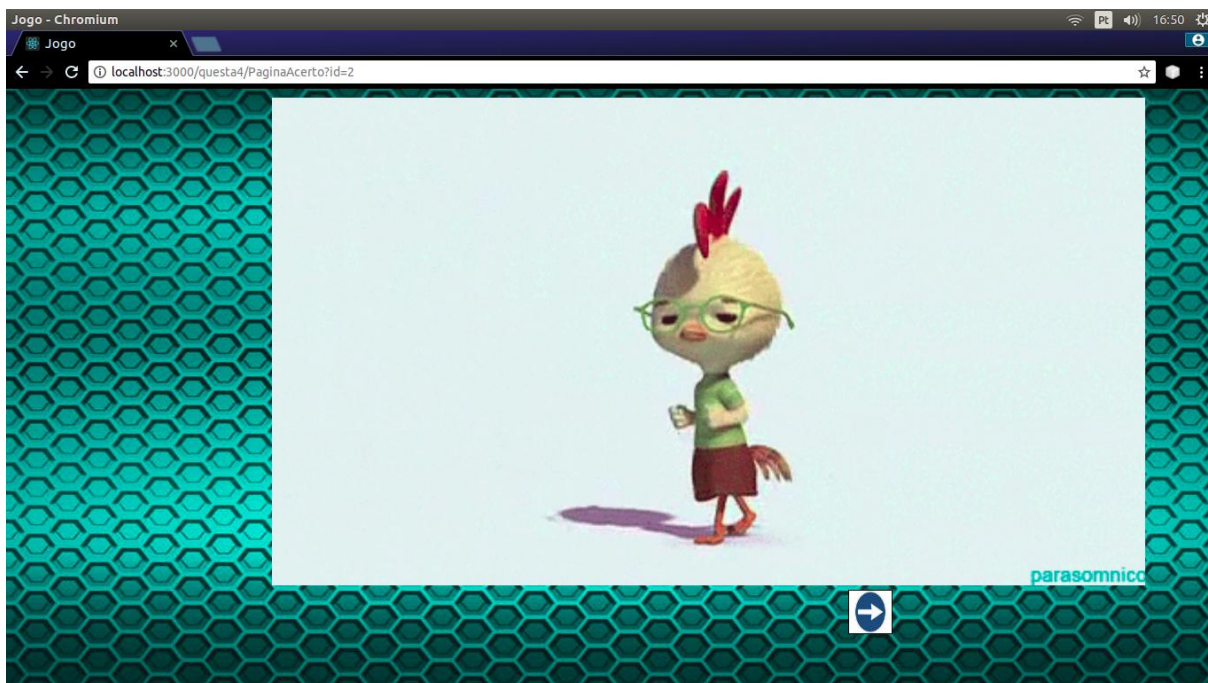 Jogo - Chromium
Pt
16:50
Jogo
localhost:3000/questa4/PaginaAcerto?id=2
parasomnico